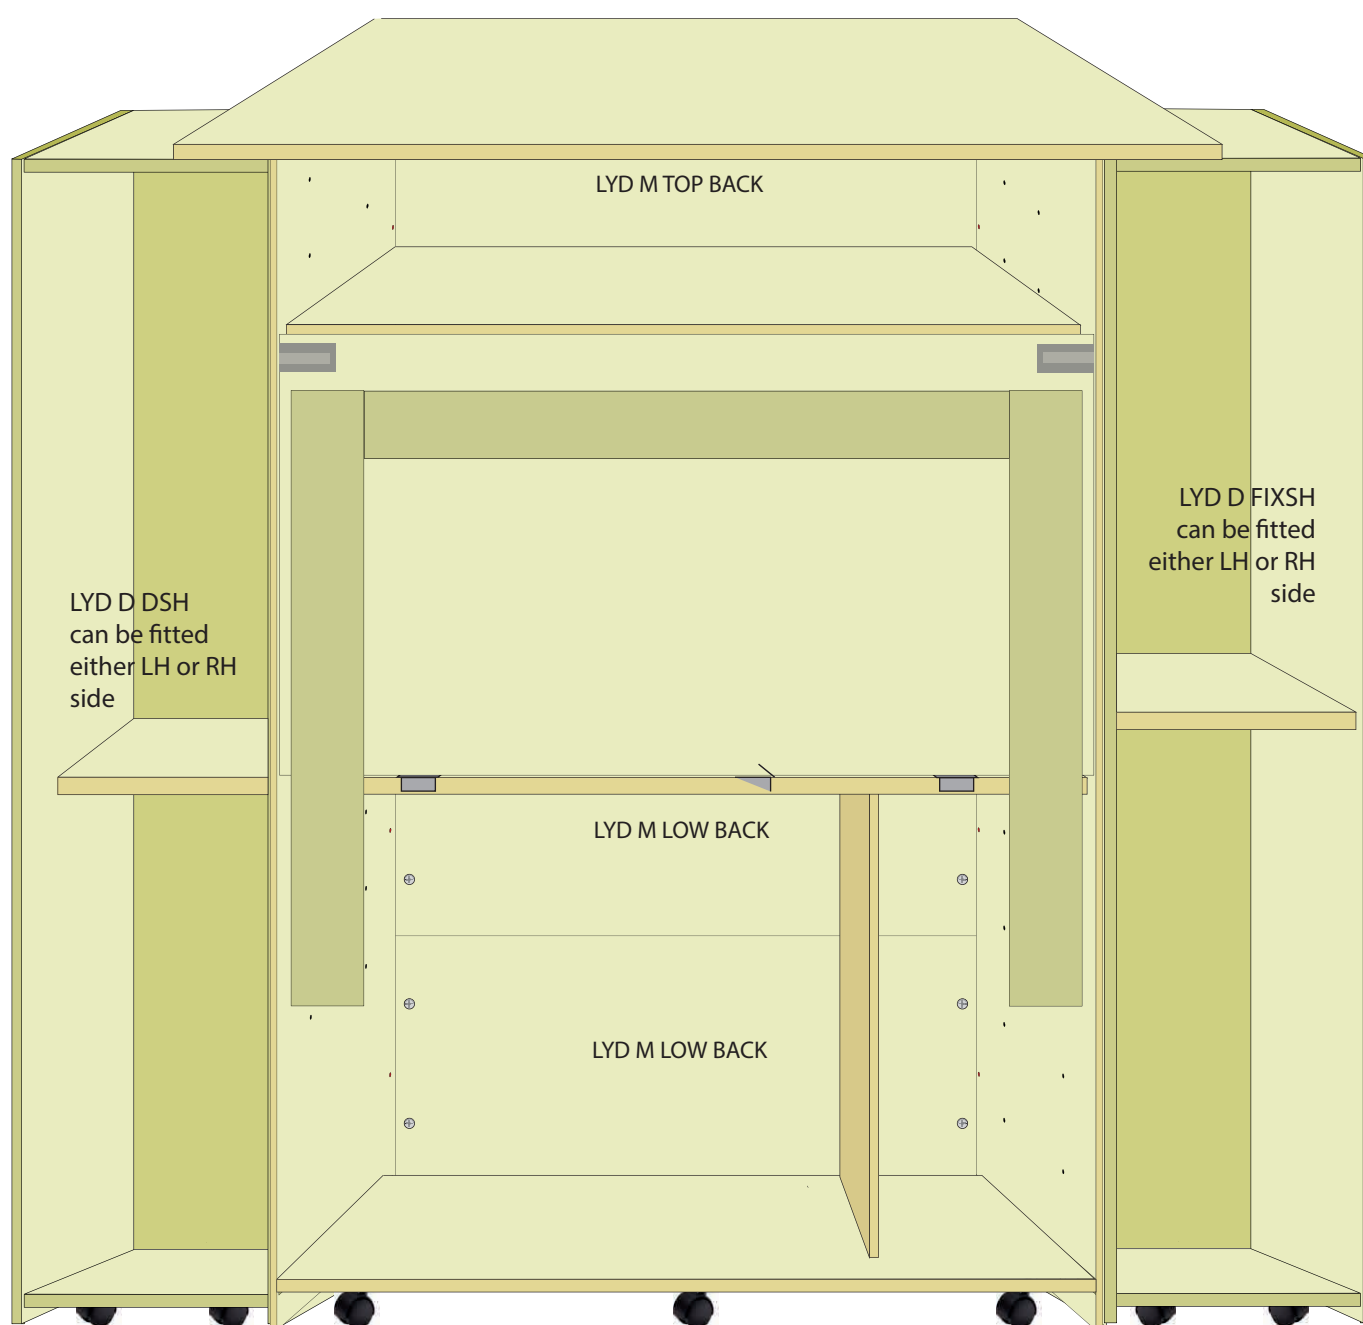 LYD M TOP BACK
LYD D FIXSH
can be fitted
either LH or RH
side
LYD D DSH
can be fitted
either LH or RH
side
LYD M LOW BACK
LYD M LOW BACK